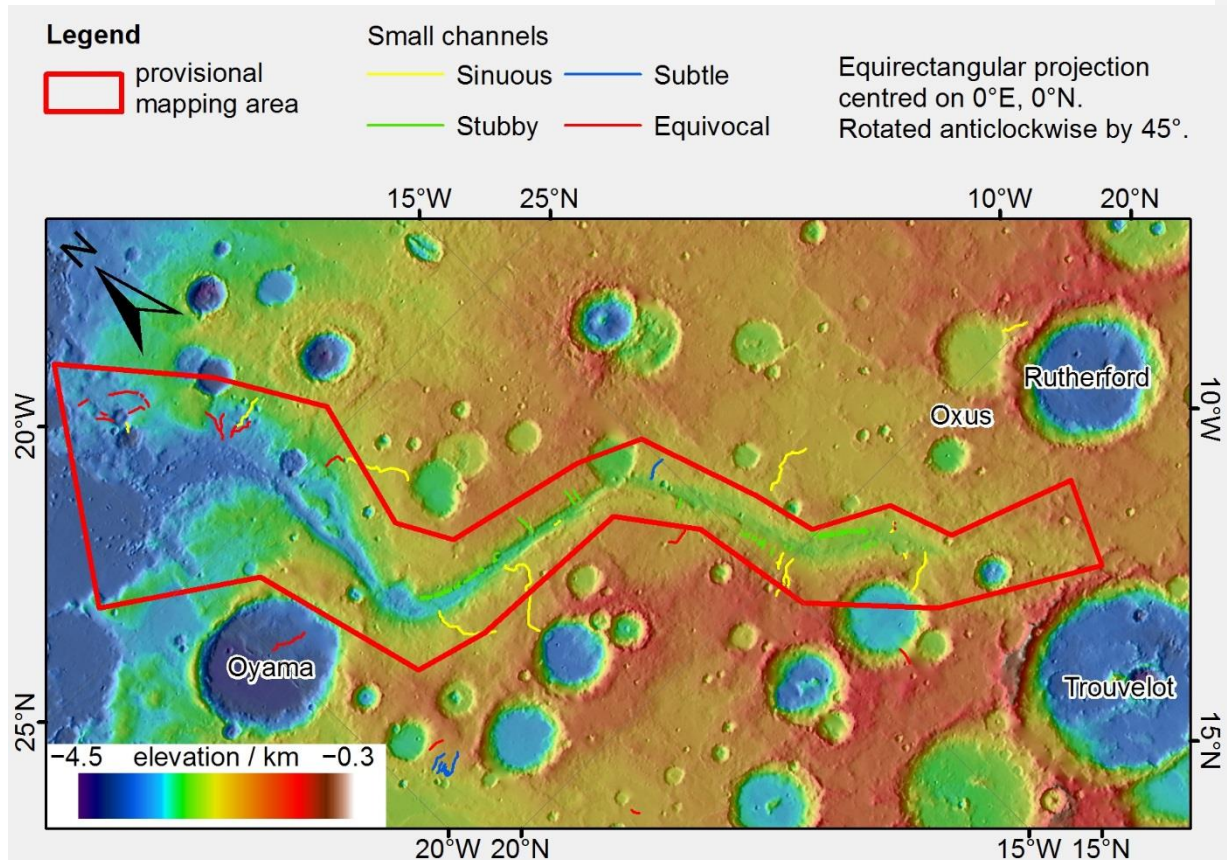 Legend
provisional
mapping area
Small channels
Sinuous
Subtle
Stubby
Equivocal
Equirectangular projection
centred on 0°E, 0°N.
Rotated anticlockwise by 45°.
15°W
25°N
10°W
20°N
N
20°W
10°W
Rutherford
Oxus
Oyama
Trouvelot
25°N
15°N
−4.5 elevation / km −0.3
20°W 20°N
15°W 15°N